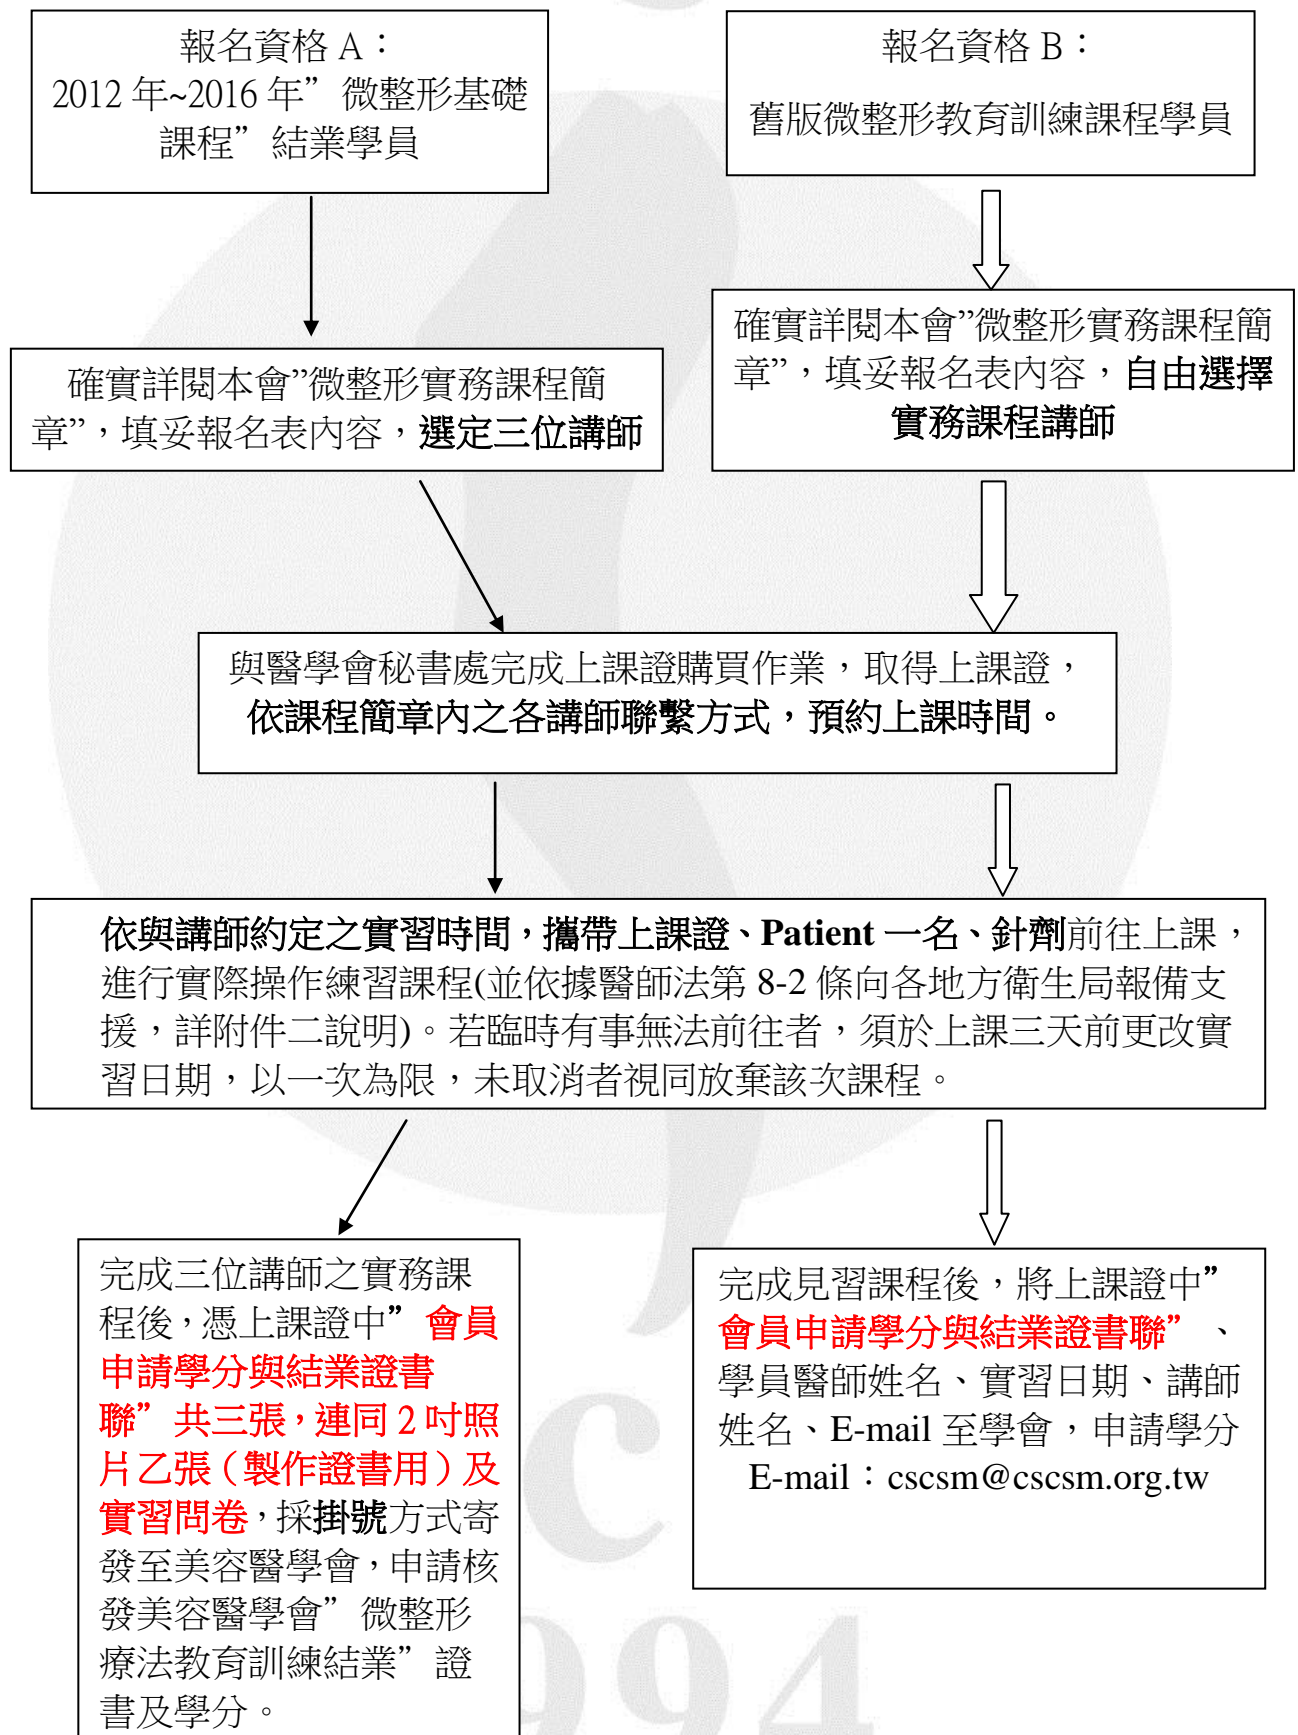 報名資格 A：
2012 年~2016 年”微整形基礎
課程”結業學員
報名資格 B：
舊版微整形教育訓練課程學員
確實詳閱本會”微整形實務課程簡
章”，填妥報名表內容，選定三位講師
確實詳閱本會”微整形實務課程簡
章”，填妥報名表內容，自由選擇
實務課程講師
與醫學會秘書處完成上課證購買作業，取得上課證，
依課程簡章內之各講師聯繫方式，預約上課時間。
依與講師約定之實習時間，攜帶上課證、Patient 一名、針劑前往上課，
進行實際操作練習課程(並依據醫師法第 8-2 條向各地方衛生局報備支
援，詳附件二說明)。若臨時有事無法前往者，須於上課三天前更改實
習日期，以一次為限，未取消者視同放棄該次課程。
完成三位講師之實務課
程後，憑上課證中”會員
申請學分與結業證書
聯”共三張，連同 2 吋照
片乙張（製作證書用）及
實習問卷，採掛號方式寄
發至美容醫學會，申請核
發美容醫學會”微整形
療法教育訓練結業”證
書及學分。
完成見習課程後，將上課證中”
會員申請學分與結業證書聯”、
學員醫師姓名、實習日期、講師
姓名、E-mail 至學會，申請學分
E-mail：cscsm@cscsm.org.tw
c
994